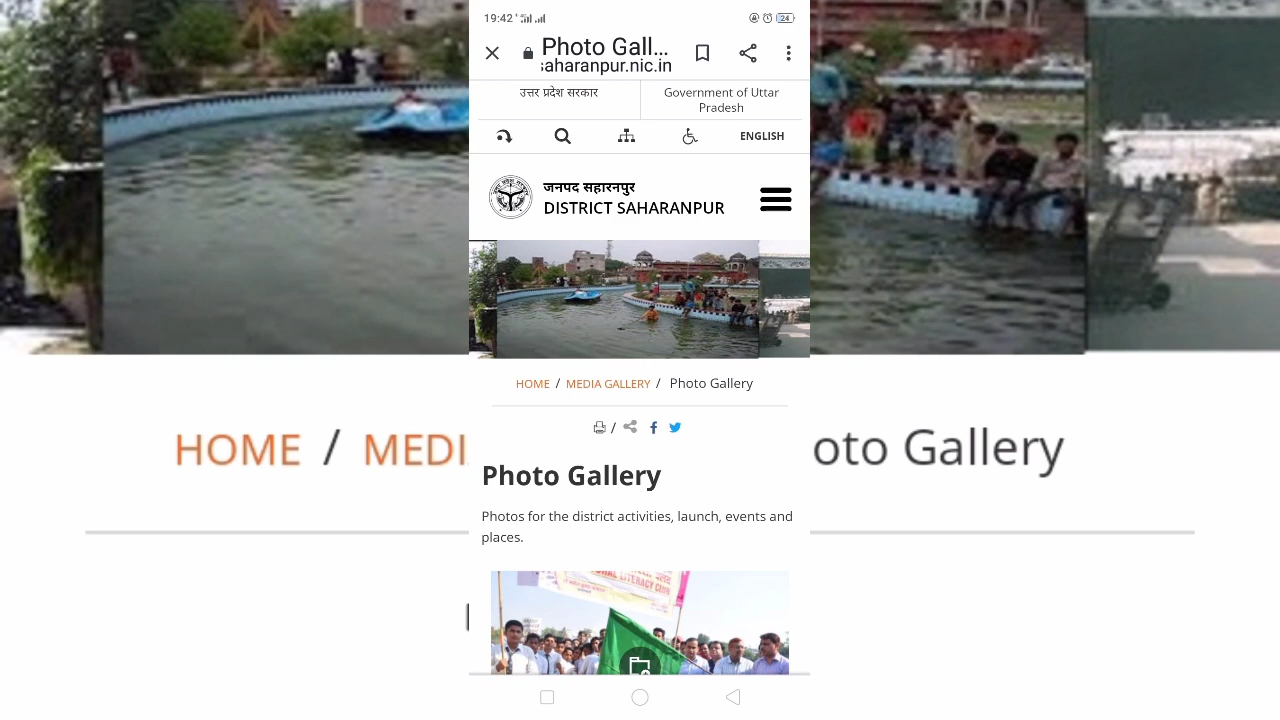 19:42
24
Photo Gall...
saharanpur.nic.in
उत्तर प्रदेश सरकार
Government of Uttar
Pradesh
ENGLISH
जनपद सहारनपुर
DISTRICT SAHARANPUR
HOME / MEDIA GALLERY / Photo Gallery
HOME / MEDI
oto Gallery
/
Photo Gallery
Photos for the district activities, launch, events and
places.
LITERACY CLUB